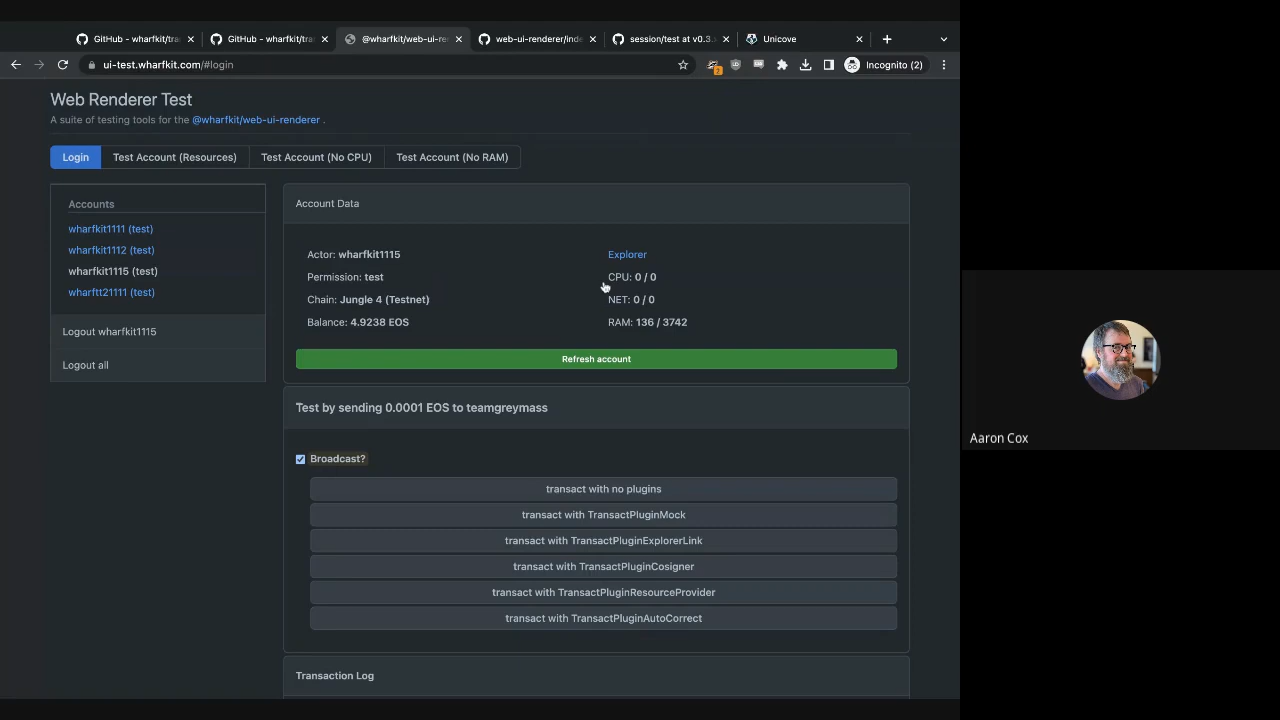 GitHub - wharfkit/tra
GitHub - wharfkit/tra
@wharfkit/web-ui-re
web-ui-renderer/inde
session/test at v0.3.
Unicove
ui-test.wharfkit.com/#login
Incognito (2)
Web Renderer Test
A suite of testing tools for the @wharfkit/web-ui-renderer .
Login
Test Account (Resources)
Test Account (No CPU)
Test Account (No RAM)
Accounts
wharfkit1111 (test)
wharfkit1112 (test)
wharfkit1115 (test)
wharftt21111 (test)
Logout wharfkit1115
Logout all
Account Data
Actor: wharfkit1115
Explorer
Permission: test
CPU: 0 / 0
Chain: Jungle 4 (Testnet)
NET: 0 / 0
Balance: 4.9238 EOS
RAM: 136 / 3742
Refresh account
Test by sending 0.0001 EOS to teamgreymass
Broadcast?
transact with no plugins
transact with TransactPluginMock
transact with TransactPluginExplorerLink
transact with TransactPluginCosigner
transact with TransactPluginResourceProvider
transact with TransactPluginAutoCorrect
Transaction Log
Aaron Cox